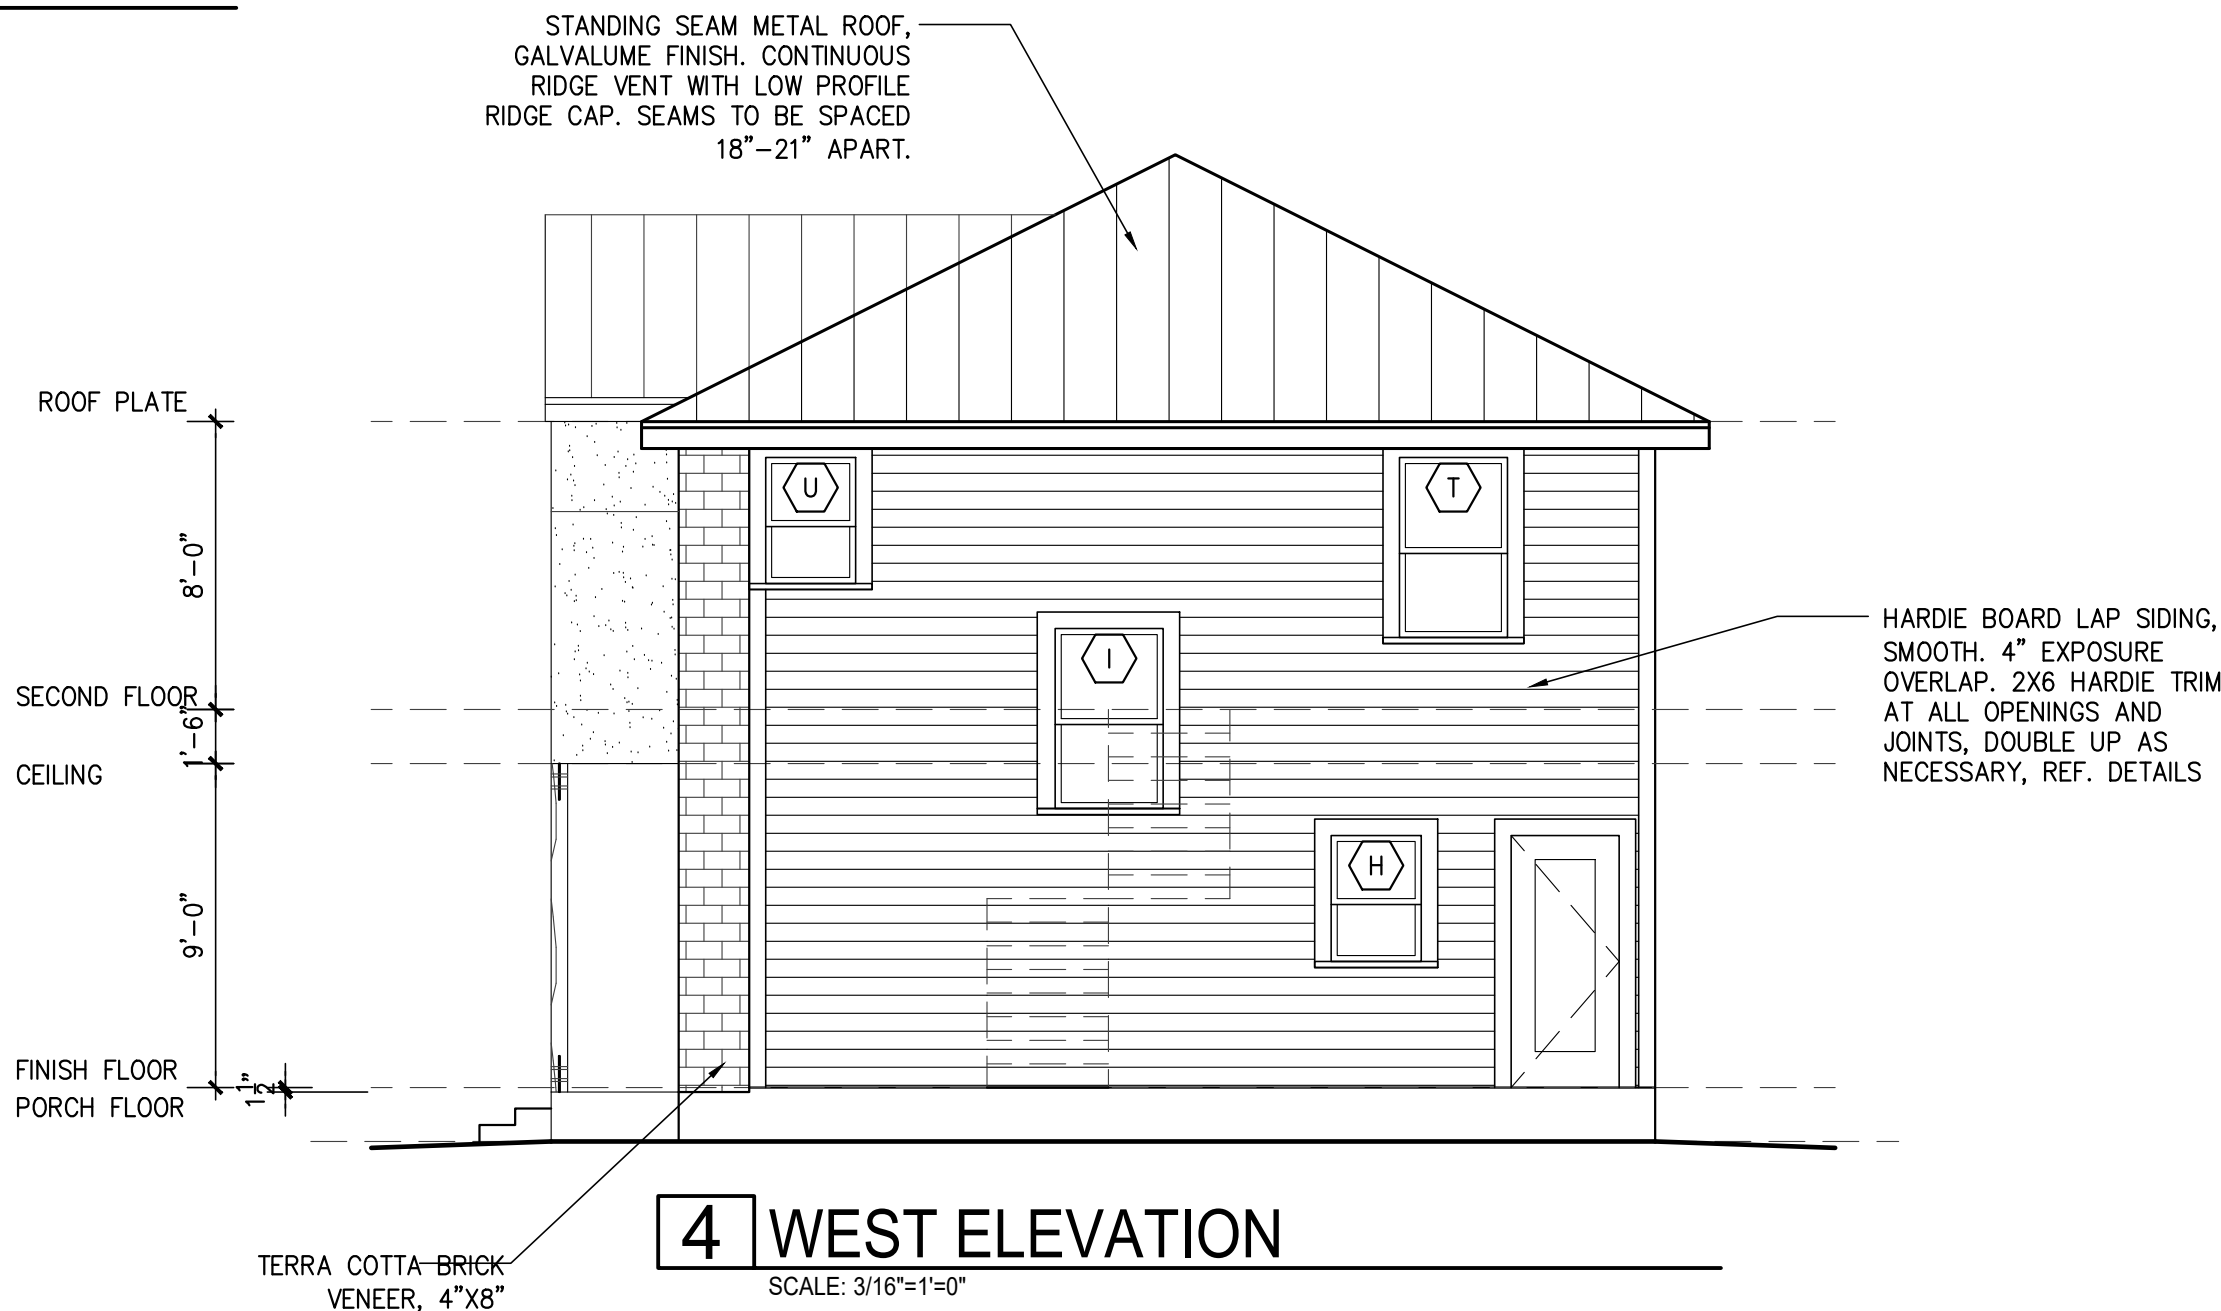 STANDING SEAM METAL ROOF,
GALVALUME FINISH. CONTINUOUS
RIDGE VENT WITH LOW PROFILE
RIDGE CAP. SEAMS TO BE SPACED
18"-21" APART.
ROOF PLATE
U
T
8'-0"
HARDIE BOARD LAP SIDING,
SMOOTH. 4" EXPOSURE
OVERLAP. 2X6 HARDIE TRIM
AT ALL OPENINGS AND
JOINTS, DOUBLE UP AS
NECESSARY, REF. DETAILS
I
SECOND FLOOR
1'-6"
CEILING
H
9'-0"
FINISH FLOOR
1 1/2"
PORCH FLOOR
4 WEST ELEVATION
SCALE: 3/16"=1'=0"
TERRA COTTA BRICK
VENEER, 4"X8"